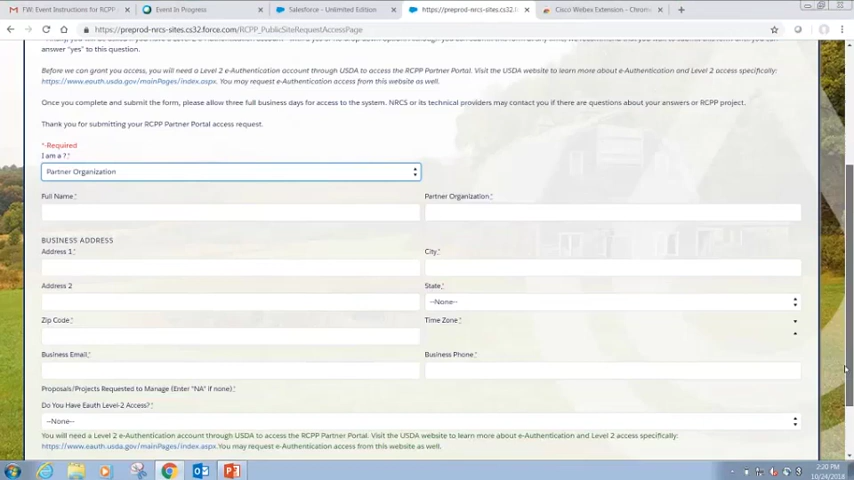 FW: Event Instructions for RCPP
Event In Progress
Salesforce - Unlimited Edition
https://preprod-nrcs-sites.cs32.fo
Cisco Webex Extension - Chrom
https://preprod-nrcs-sites.cs32.force.com/RCPP_PublicSiteRequestAccessPage
"yes" to this question.
Before we can grant you access, you will need a Level 2 e-Authentication account through USDA to access the RCPP Partner Portal. Visit the USDA website to learn more about e-Authentication and Level 2 access specifically:
https://www.eauth.usda.gov/mainPages/index.aspx. You may request e-Authentication access from this website as well.
Once you complete and submit the form, please allow three full business days for access to the system. NRCS or its technical providers may contact you if there are questions about your answers or RCPP project.
Thank you for submitting your RCPP Partner Portal access request.
*-Required
I am a ?*
Partner Organization
Full Name* Partner Organization*
BUSINESS ADDRESS
Address 1* City*
Address 2 State*
--None--
Zip Code* Time Zone*
Business Email* Business Phone*
Proposals/Projects Requested to Manage (Enter "NA" if none)*
Do You Have Eauth Level-2 Access?*
--None--
You will need a Level 2 e-Authentication account through USDA to access the RCPP Partner Portal. Visit the USDA website to learn more about e-Authentication and Level 2 access specifically:
https://www.eauth.usda.gov/mainPages/index.aspx.You may request e-Authentication access from this website as well.
2:20 PM
10/24/2018